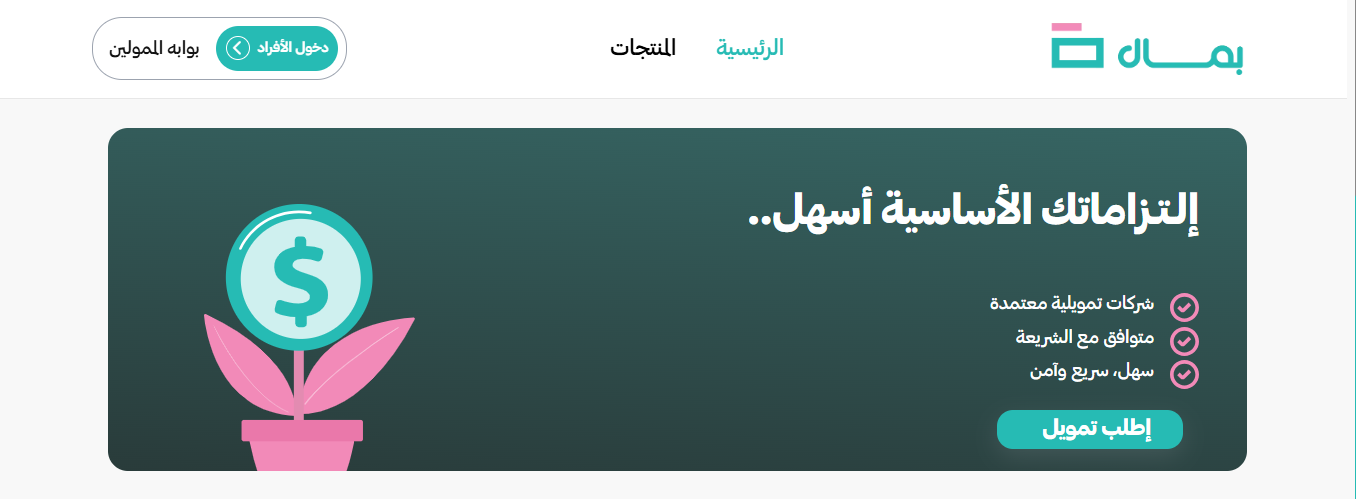 بمال
الرئيسية
المنتجات
دخول الأفراد
بوابه الممولين
إلتزاماتك الأساسية أسهل..
شركات تمويلية معتمدة
متوافق مع الشريعة
سهل، سريع وآمن
إطلب تمويل
$